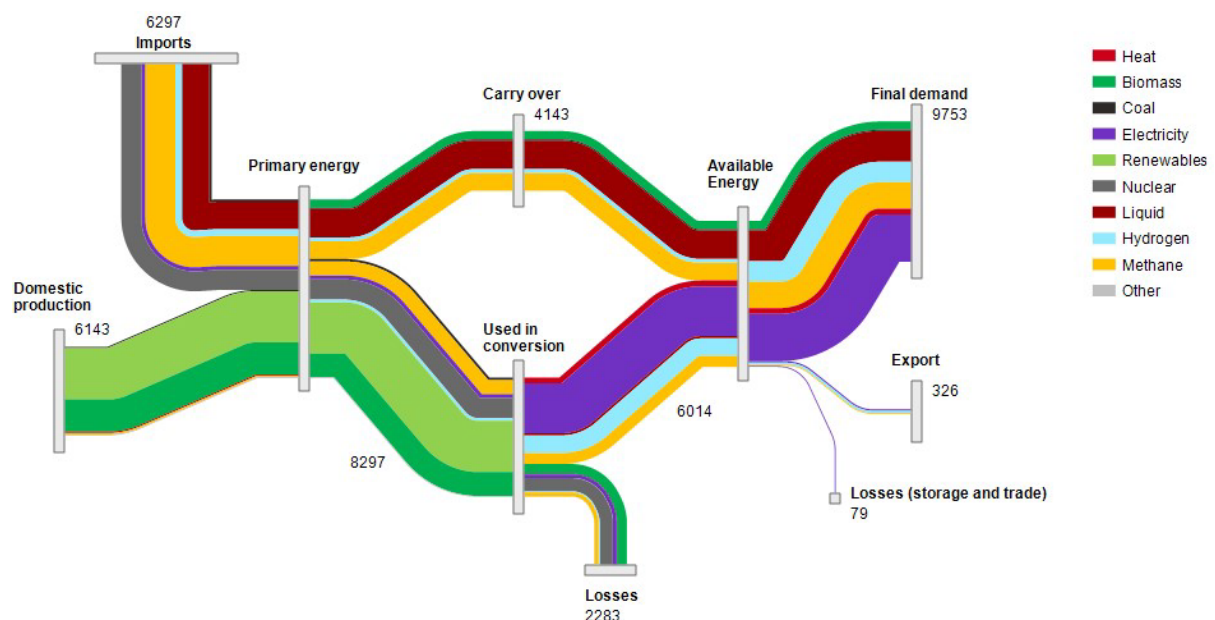 6297
Imports
Carry over
4143
Final demand
9753
Primary energy
Available
Energy
Domestic
production
6143
Used in
conversion
8297
6014
Export
326
Losses (storage and trade)
79
Losses
2283
Heat
Biomass
Coal
Electricity
Renewables
Nuclear
Liquid
Hydrogen
Methane
Other